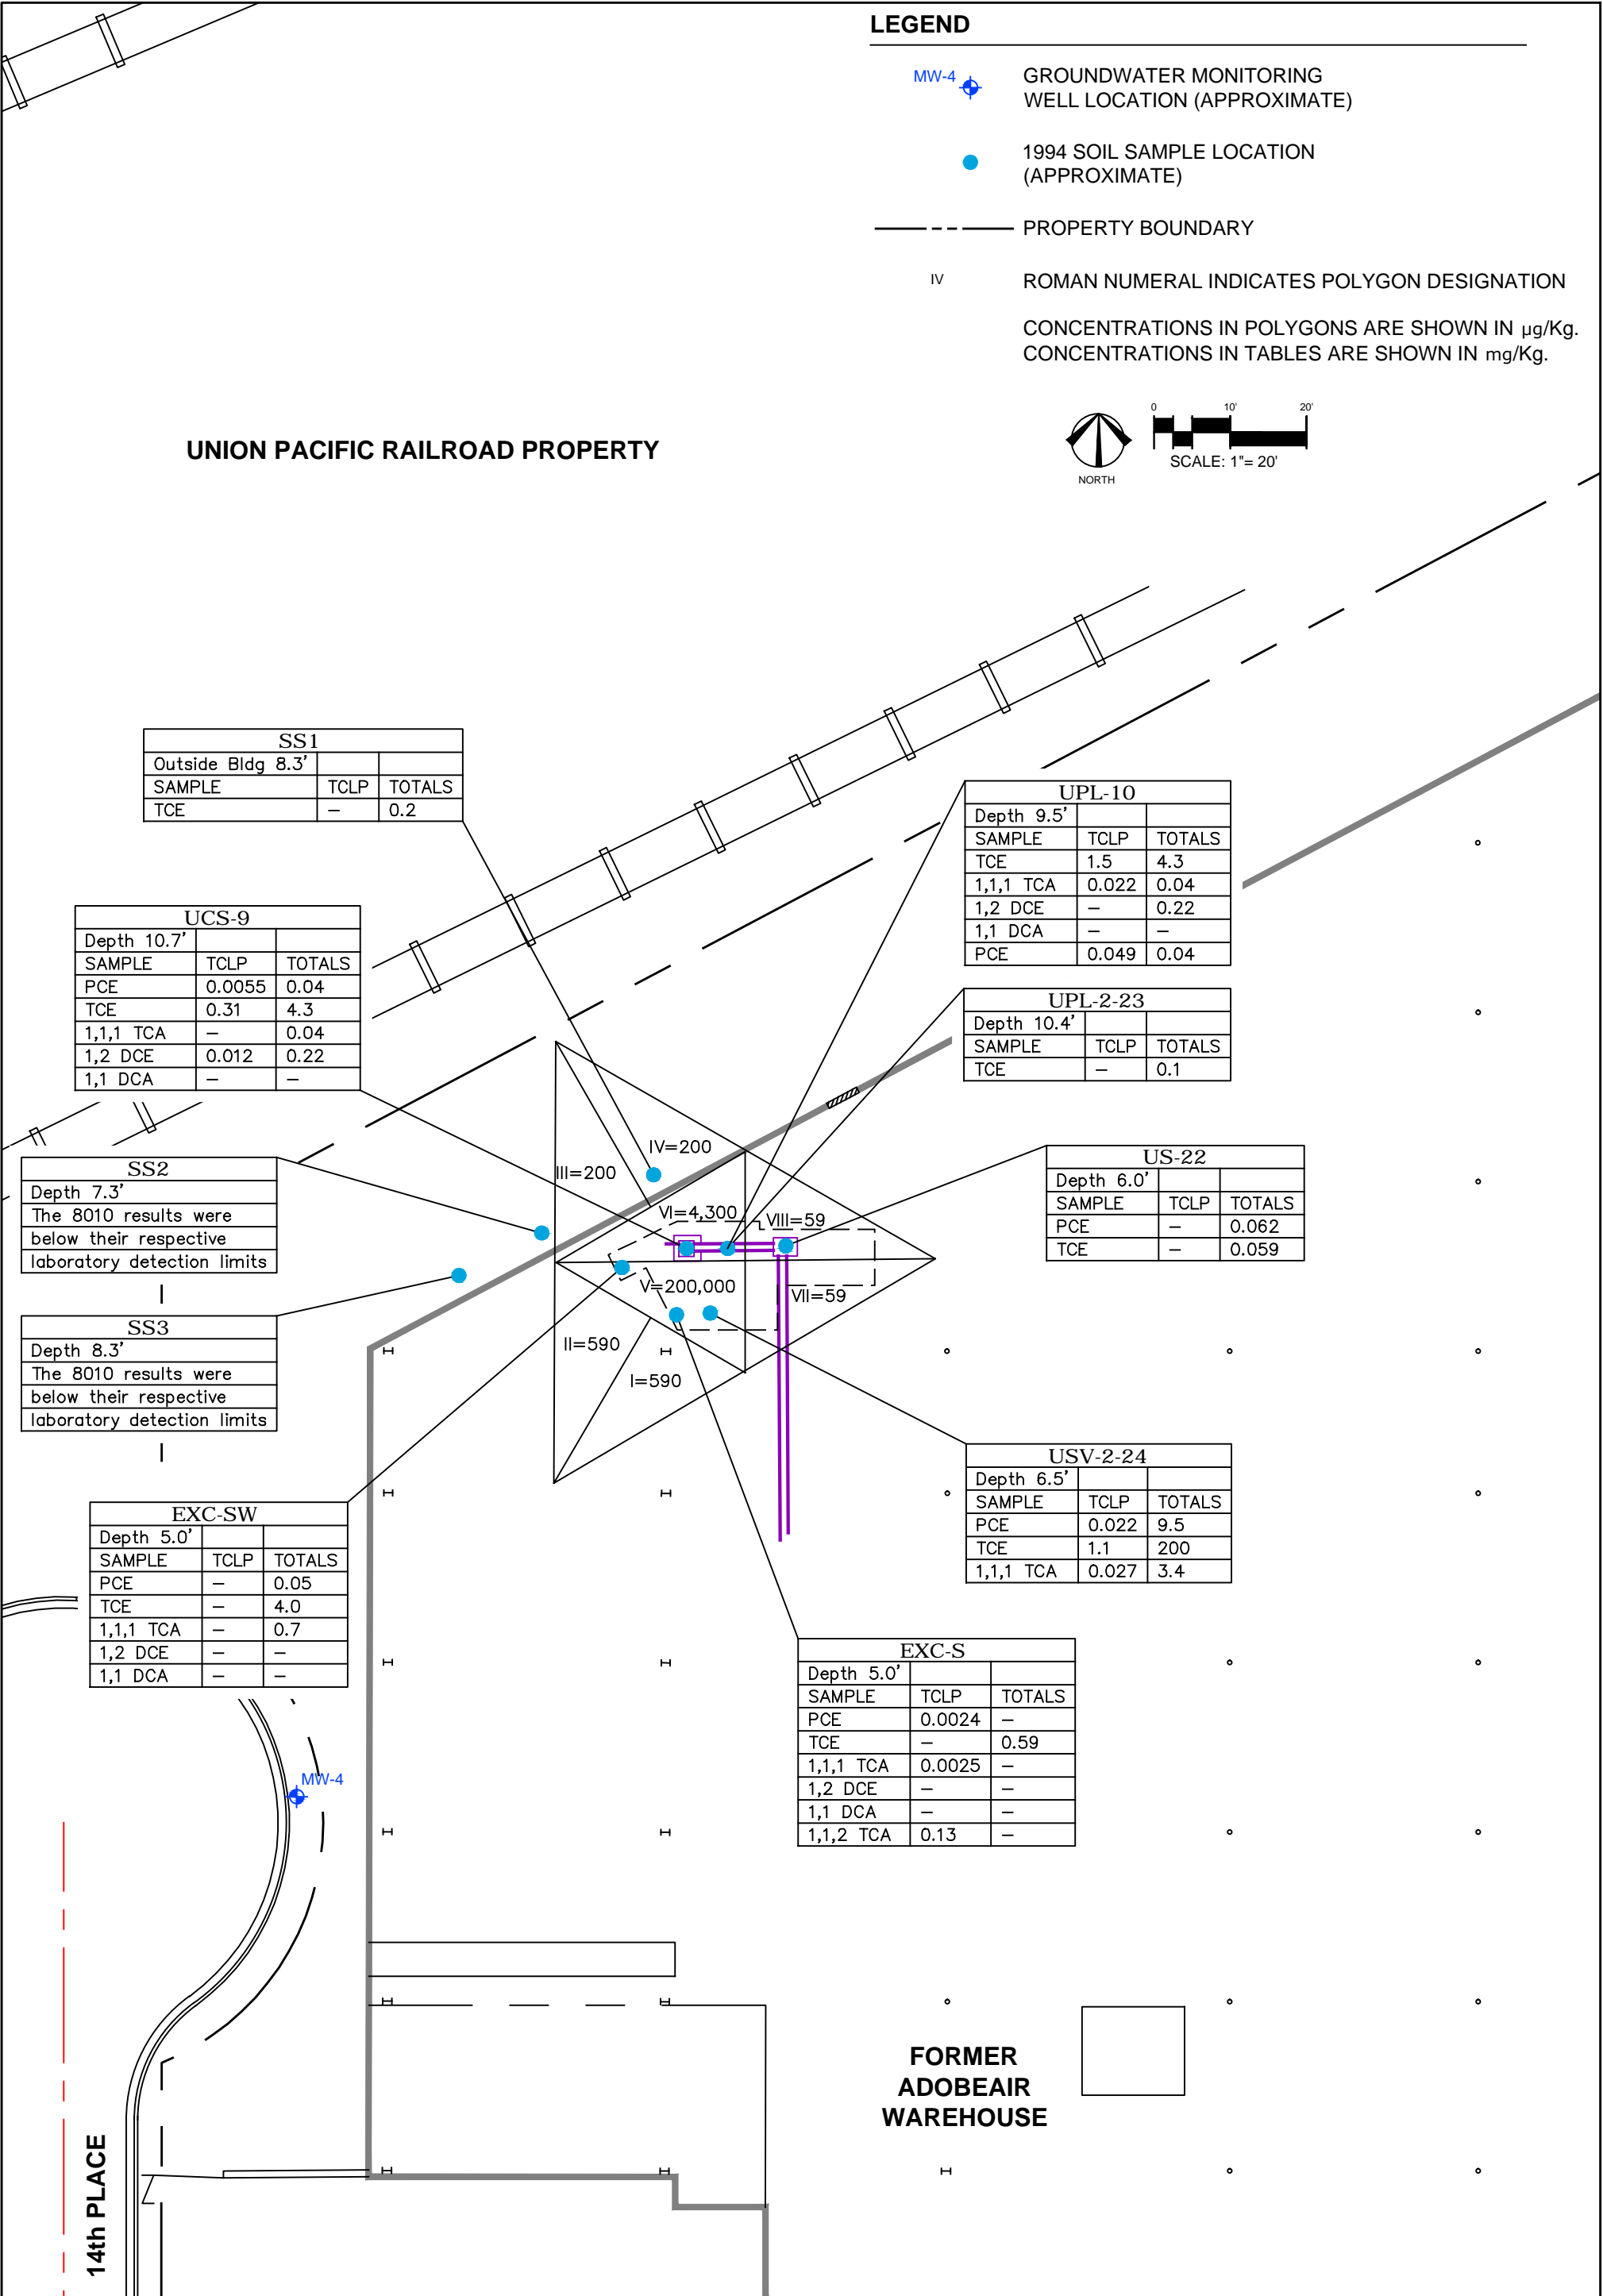 LEGEND
MW-4
GROUNDWATER MONITORING
WELL LOCATION (APPROXIMATE)
1994 SOIL SAMPLE LOCATION
(APPROXIMATE)
PROPERTY BOUNDARY
IV
ROMAN NUMERAL INDICATES POLYGON DESIGNATION
CONCENTRATIONS IN POLYGONS ARE SHOWN IN µg/Kg.
CONCENTRATIONS IN TABLES ARE SHOWN IN mg/Kg.
0 10' 20'
SCALE: 1"= 20'
NORTH
UNION PACIFIC RAILROAD PROPERTY
SS1
Outside Bldg 8.3'
SAMPLE TCLP TOTALS
TCE – 0.2
UPL-10
Depth 9.5'
SAMPLE TCLP TOTALS
TCE 1.5 4.3
1,1,1 TCA 0.022 0.04
1,2 DCE – 0.22
1,1 DCA – –
PCE 0.049 0.04
UCS-9
Depth 10.7'
SAMPLE TCLP TOTALS
PCE 0.0055 0.04
TCE 0.31 4.3
1,1,1 TCA – 0.04
1,2 DCE 0.012 0.22
1,1 DCA – –
UPL-2-23
Depth 10.4'
SAMPLE TCLP TOTALS
TCE – 0.1
SS2
Depth 7.3'
The 8010 results were
below their respective
laboratory detection limits
US-22
Depth 6.0'
SAMPLE TCLP TOTALS
PCE – 0.062
TCE – 0.059
IV=200
III=200
VI=4,300
VIII=59
V=200,000
VII=59
II=590
I=590
SS3
Depth 8.3'
The 8010 results were
below their respective
laboratory detection limits
USV-2-24
Depth 6.5'
SAMPLE TCLP TOTALS
PCE 0.022 9.5
TCE 1.1 200
1,1,1 TCA 0.027 3.4
EXC-SW
Depth 5.0'
SAMPLE TCLP TOTALS
PCE – 0.05
TCE – 4.0
1,1,1 TCA – 0.7
1,2 DCE – –
1,1 DCA – –
EXC-S
Depth 5.0'
SAMPLE TCLP TOTALS
PCE 0.0024 –
TCE – 0.59
1,1,1 TCA 0.0025 –
1,2 DCE – –
1,1 DCA – –
1,1,2 TCA 0.13 –
MW-4
FORMER
ADOBEAIR
WAREHOUSE
14th PLACE